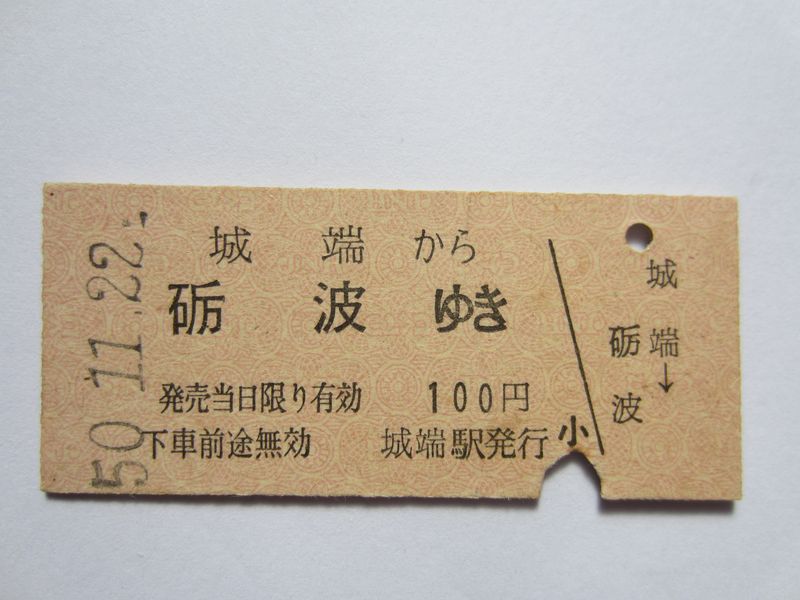 50.11.22
城端から
砺波ゆき
発売当日限り有効 100円
下車前途無効 城端駅発行
小
城端→
砺波